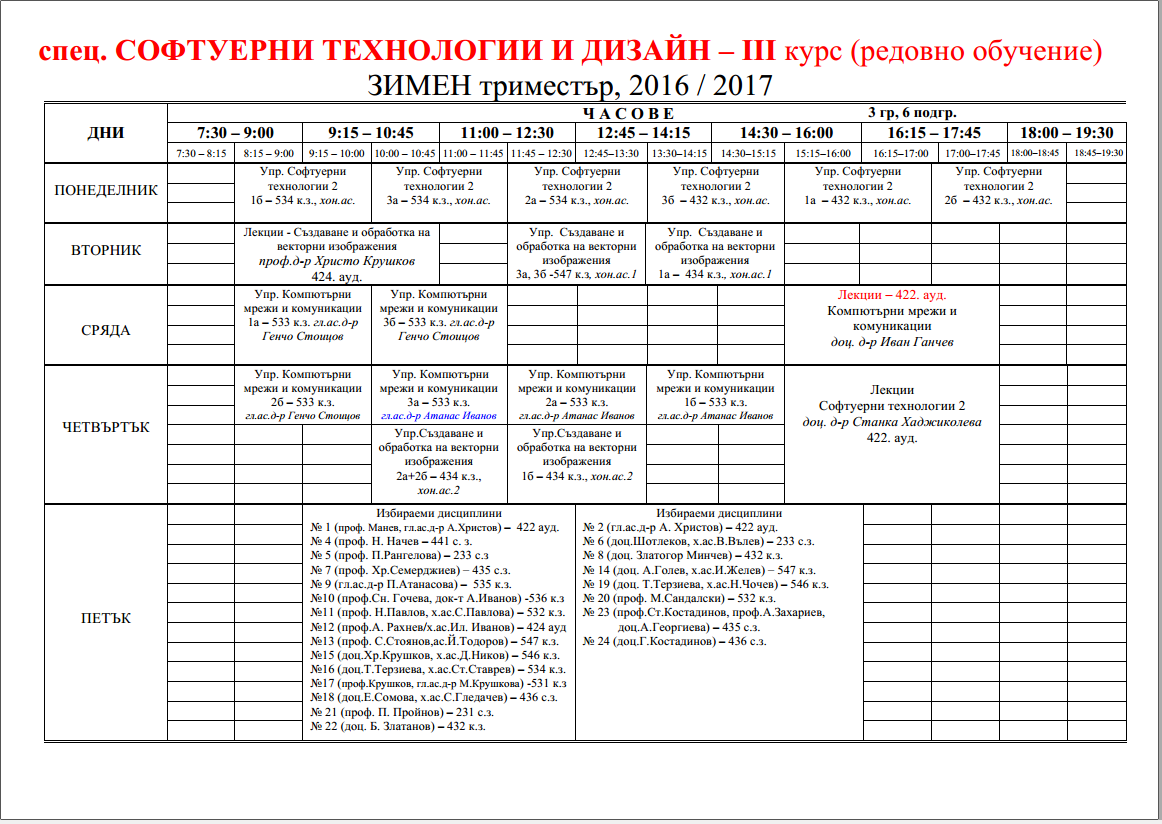 спец. СОФТУЕРНИ ТЕХНОЛОГИИ И ДИЗАЙН – III курс (редовно обучение)
ЗИМЕН триместър, 2016 / 2017
ДНИ
Ч А С О В Е
3 гр, 6 подгр.
7:30 – 9:00
9:15 – 10:45
11:00 – 12:30
12:45 – 14:15
14:30 – 16:00
16:15 – 17:45
18:00 – 19:30
7:30 – 8:15
8:15 – 9:00
9:15 – 10:00
10:00 – 10:45
11:00 – 11:45
11:45 – 12:30
12:45–13:30
13:30–14:15
14:30–15:15
15:15–16:00
16:15–17:00
17:00–17:45
18:00–18:45
18:45–19:30
ПОНЕДЕЛНИК
Упр. Софтуерни
технологии 2
1б – 534 к.з., хон.ас.
Упр. Софтуерни
технологии 2
3а – 534 к.з., хон.ас.
Упр. Софтуерни
технологии 2
2а – 534 к.з., хон.ас.
Упр. Софтуерни
технологии 2
3б – 432 к.з., хон.ас.
Упр. Софтуерни
технологии 2
1а – 432 к.з., хон.ас.
Упр. Софтуерни
технологии 2
2б – 432 к.з., хон.ас.
ВТОРНИК
Лекции - Създаване и обработка на
векторни изображения
проф.д-р Христо Крушков
424. ауд.
Упр. Създаване и
обработка на векторни
изображения
3а, 3б -547 к.з, хон.ас.1
Упр. Създаване и
обработка на векторни
изображения
1а – 434 к.з., хон.ас.1
СРЯДА
Упр. Компютърни
мрежи и комуникации
1а – 533 к.з. гл.ас.д-р
Генчо Стоицов
Упр. Компютърни
мрежи и комуникации
3б – 533 к.з. гл.ас.д-р
Генчо Стоицов
Лекции – 422. ауд.
Компютърни мрежи и
комуникации
доц. д-р Иван Ганчев
ЧЕТВЪРТЪК
Упр. Компютърни
мрежи и комуникации
2б – 533 к.з.
гл.ас.д-р Генчо Стоицов
Упр. Компютърни
мрежи и комуникации
3а – 533 к.з.
гл.ас.д-р Атанас Иванов
Упр. Компютърни
мрежи и комуникации
2а – 533 к.з.
гл.ас.д-р Атанас Иванов
Упр. Компютърни
мрежи и комуникации
1б – 533 к.з.
гл.ас.д-р Атанас Иванов
Лекции
Софтуерни технологии 2
доц. д-р Станка Хаджиколева
422. ауд.
Упр.Създаване и
обработка на векторни
изображения
2а+2б – 434 к.з.,
хон.ас.2
Упр.Създаване и
обработка на векторни
изображения
1б – 434 к.з., хон.ас.2
ПЕТЪК
Избираеми дисциплини
№ 1 (проф. Манев, гл.ас.д-р А.Христов) – 422 ауд.
№ 4 (проф. Н. Начев – 441 с. з.
№ 5 (проф. П.Рангелова) – 233 с.з
№ 7 (проф. Хр.Семерджиев) – 435 с.з.
№ 9 (гл.ас.д-р П.Атанасова) – 535 к.з.
№10 (проф.Сн. Гочева, док-т А.Иванов) -536 к.з
№11 (проф. Н.Павлов, х.ас.С.Павлова) – 532 к.з.
№12 (проф. А. Рахнев/х.ас.Ил. Иванов) – 424 ауд
№13 (проф. С.Стоянов,ас.Й.Тодоров) – 547 к.з.
№15 (доц.Хр.Крушков, х.ас.Д.Ников) – 546 к.з.
№16 (доц.Т.Терзиева, х.ас.Ст.Ставрев) – 534 к.з.
№17 (проф.Крушков, гл.ас.д-р М.Крушкова) -531 к.з
№18 (доц.Е.Сомова, х.ас.С.Гледачев) – 436 с.з.
№ 21 (проф. П. Пройнов) – 231 с.з.
№ 22 (доц. Б. Златанов) – 432 к.з.
Избираеми дисциплини
№ 2 (гл.ас.д-р А. Христов) – 422 ауд.
№ 6 (доц.Шотлеков, х.ас.В.Вълев) – 233 с.з.
№ 8 (доц. Златогор Минчев) – 432 к.з.
№ 14 (доц. А.Голев, х.ас.И.Желев) – 547 к.з.
№ 19 (доц. Т.Терзиева, х.ас.Н.Чочев) – 546 к.з.
№ 20 (проф. М.Сандалски) – 532 к.з.
№ 23 (проф.Ст.Костадинов, проф.А.Захариев,
доц.А.Георгиева) – 435 с.з.
№ 24 (доц.Г.Костадинов) – 436 с.з.